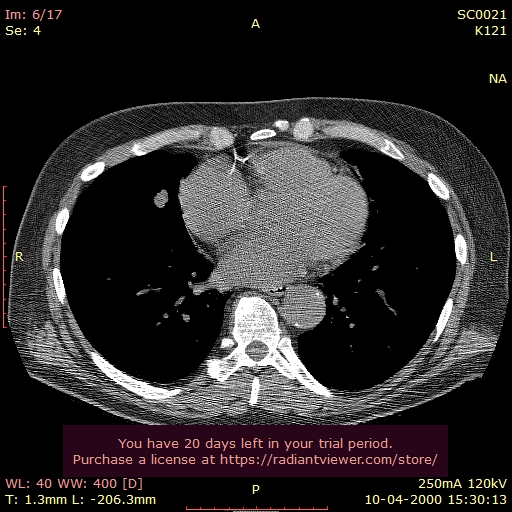 Im: 6/17
Se: 4
A
SC0021
K121
NA
R
L
You have 20 days left in your trial period.
Purchase a license at https://radiantviewer.com/store/
WL: 40 WW: 400 [D]
T: 1.3mm L: -206.3mm
P
250mA 120kV
10-04-2000 15:30:13